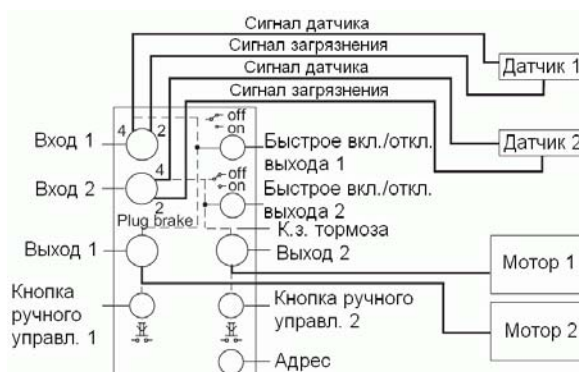 Сигнал датчика
Сигнал загрязнения
Сигнал датчика
Сигнал загрязнения
Датчик 1
Датчик 2
4
2
off
on
Вход 1
Быстрое вкл./откл.
выхода 1
4
off
on
Вход 2
2
Быстрое вкл./откл.
выхода 2
Plug brake
К.з. тормоза
Выход 1
Выход 2
Мотор 1
Кнопка
ручного
управл. 1
Кнопка ручного
управл. 2
Мотор 2
Адрес